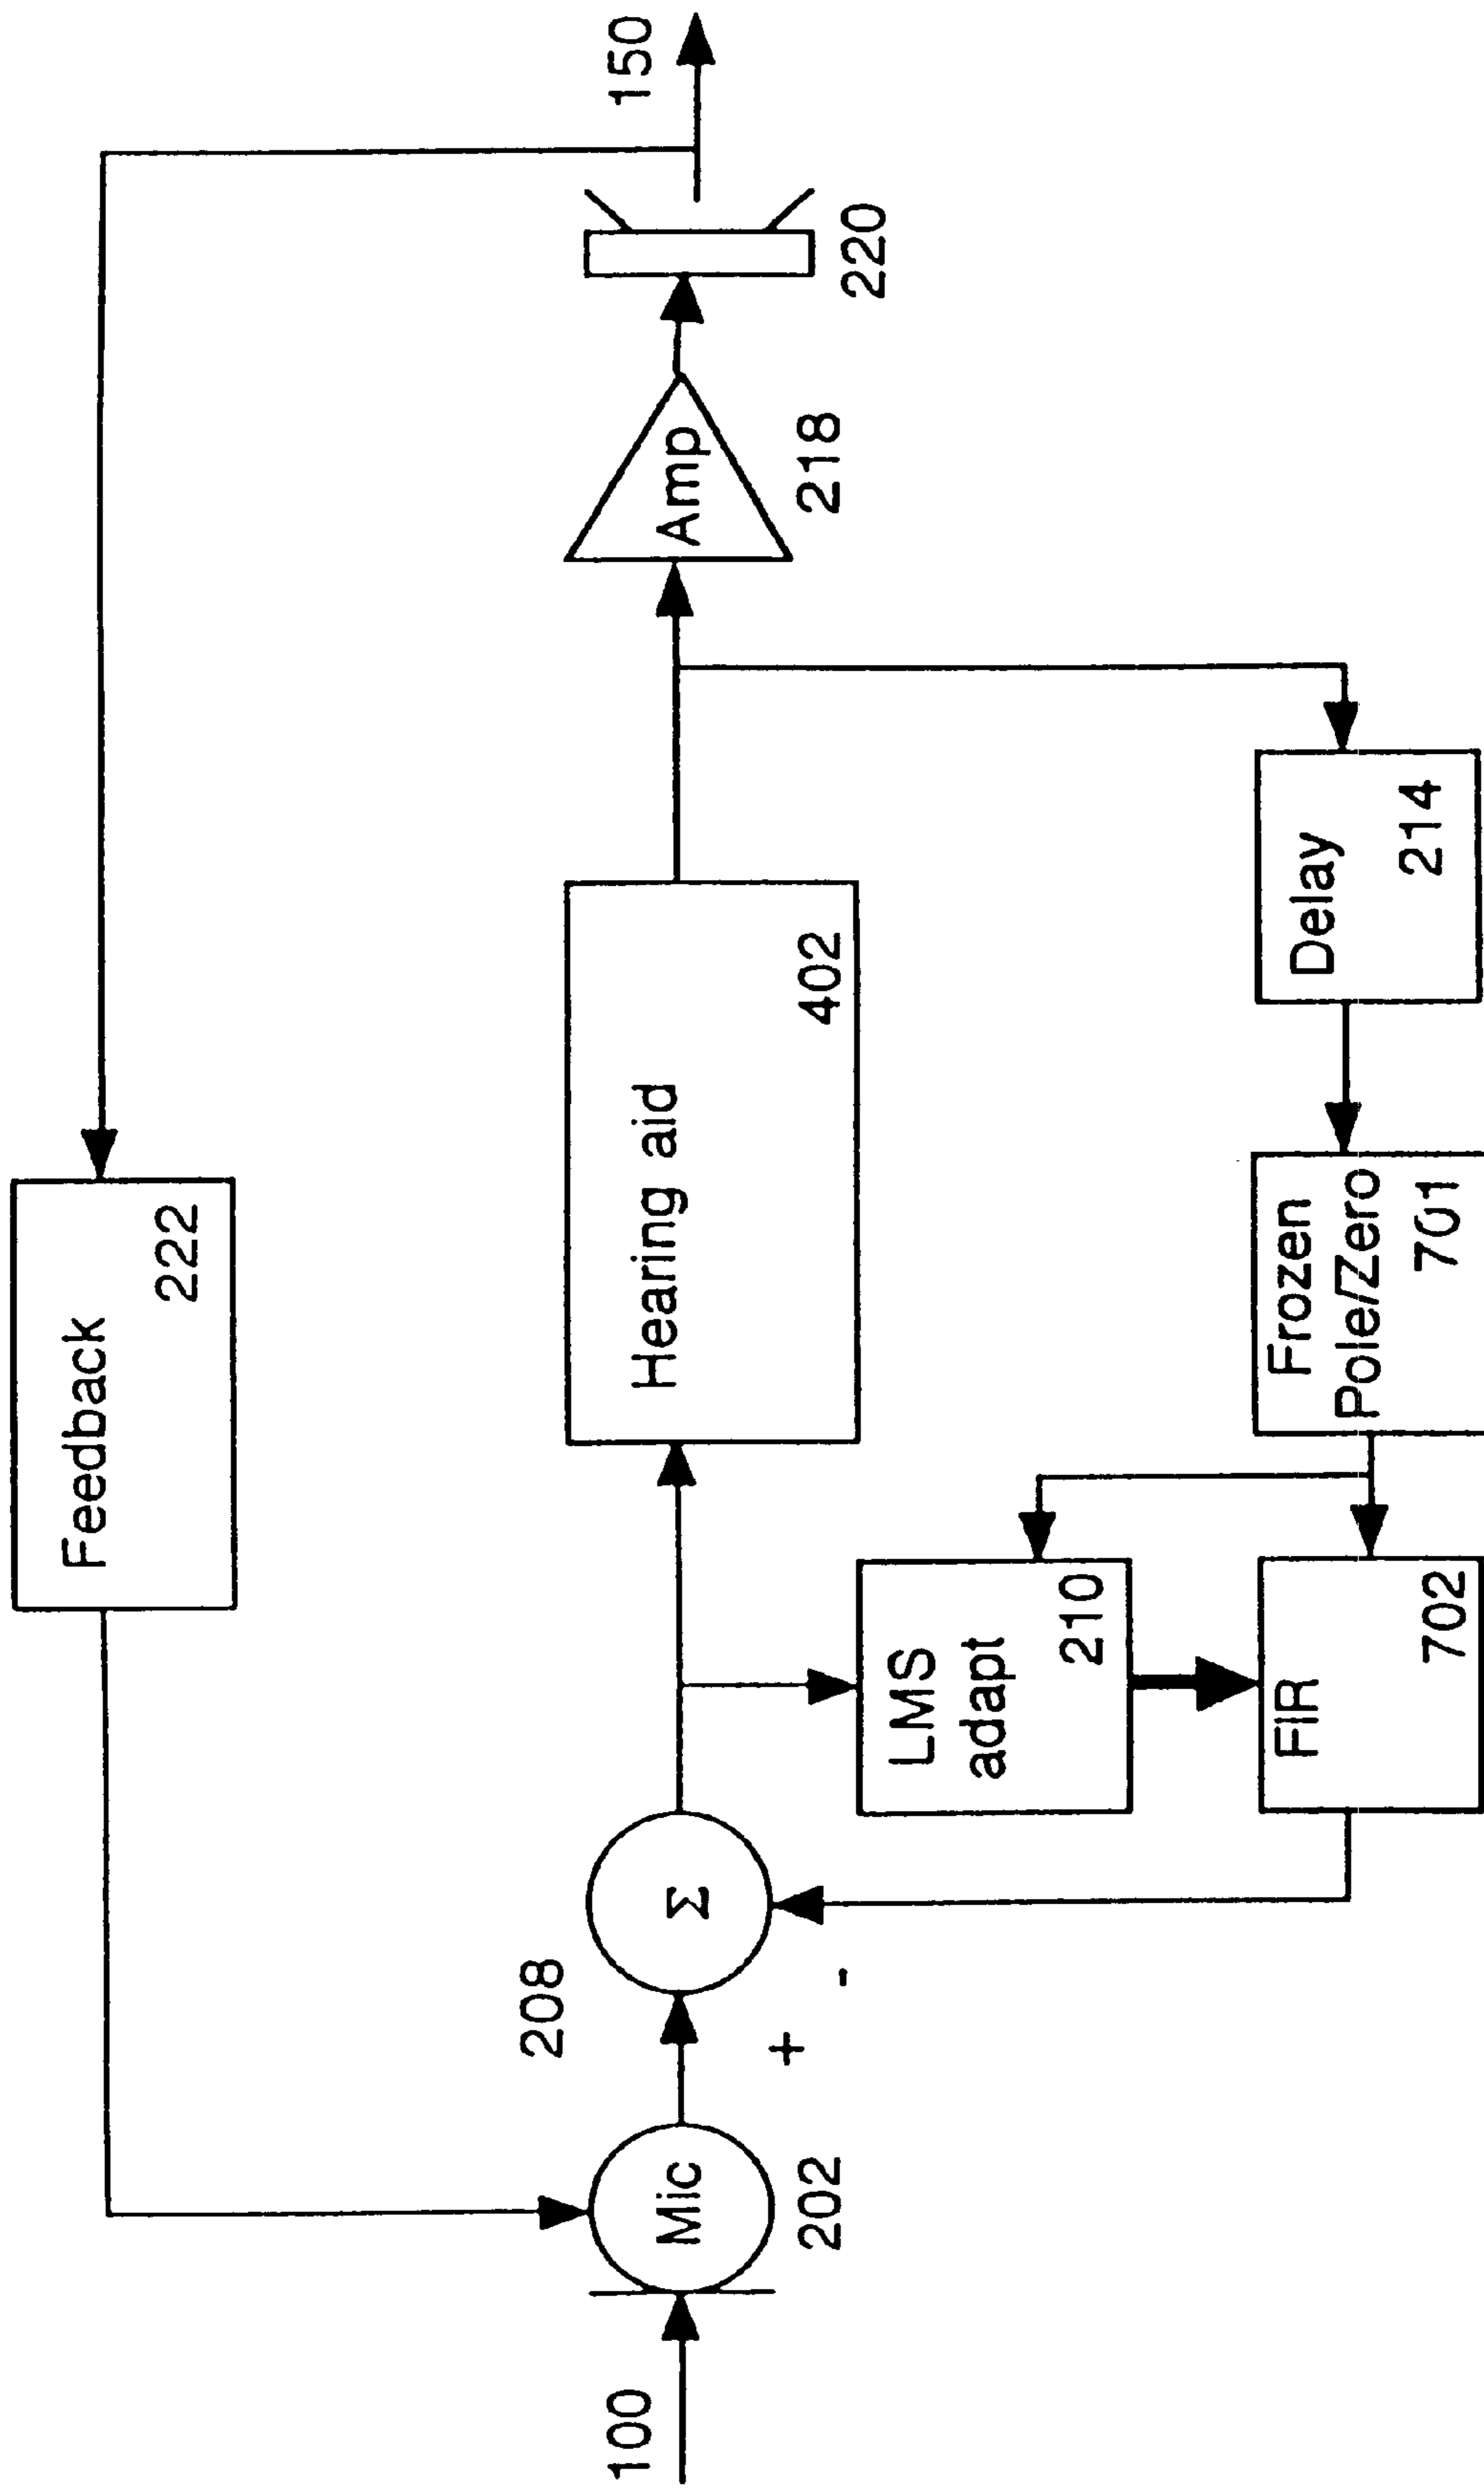 Feedback
222
100
Mic
202
208
Σ
+
-
Hearing aid
402
Amp
218
220
150
LMS
adapt
210
FIR
702
Frozen
Pole/Zero
701
Delay
214